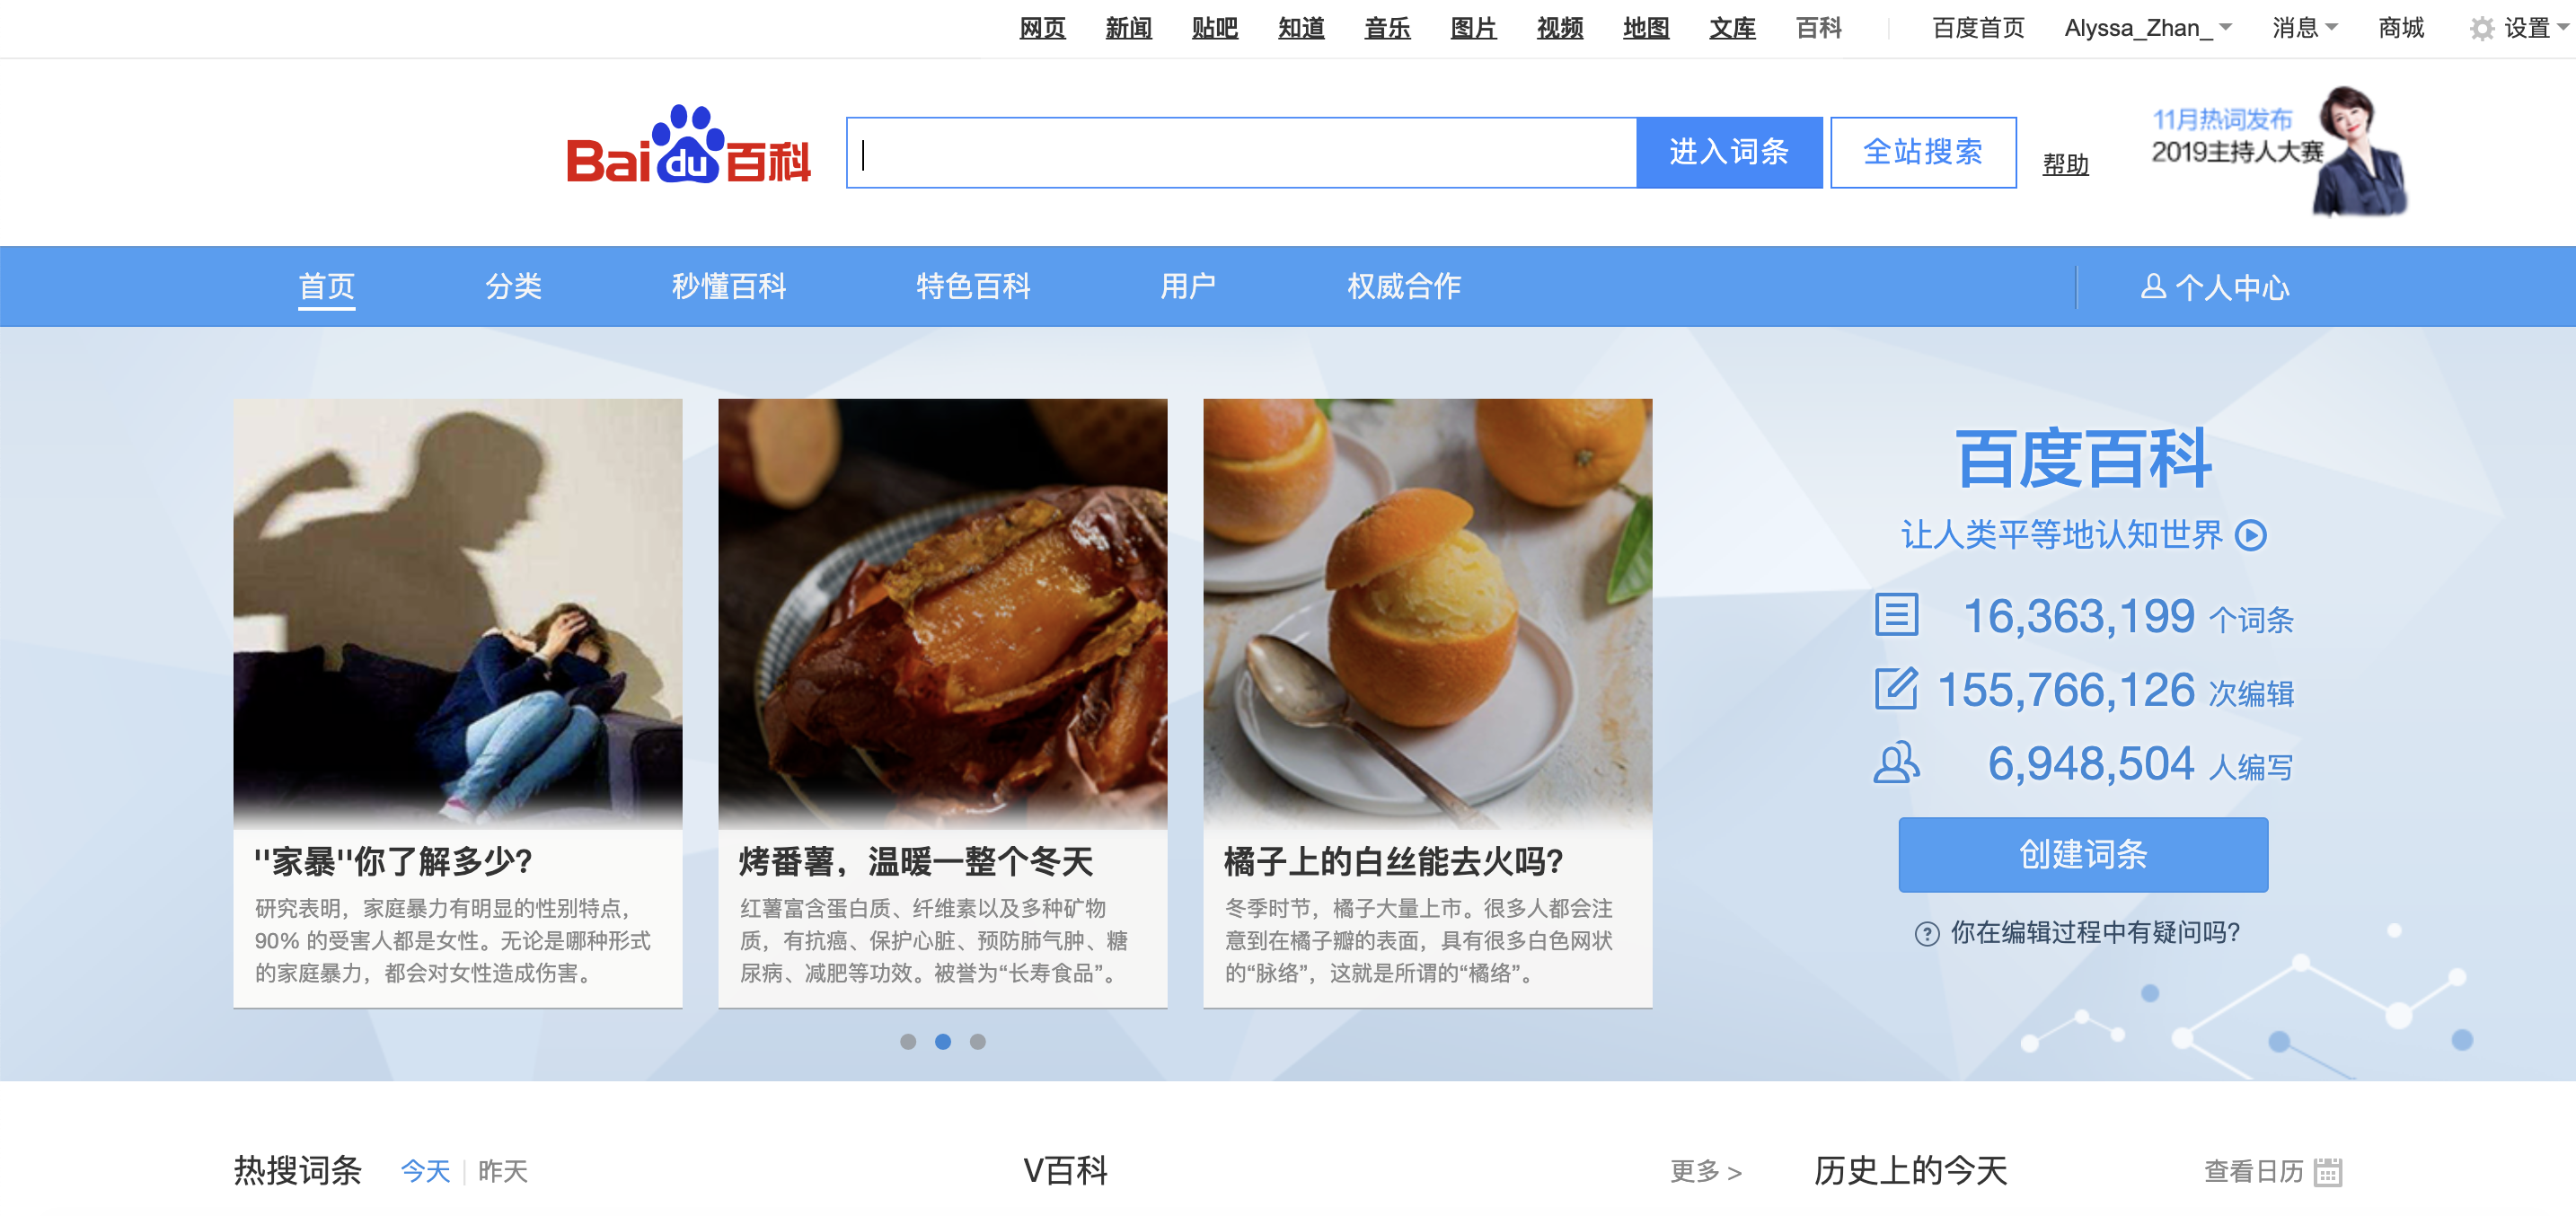 网页 新闻 贴吧 知道 音乐 图片 视频 地图 文库 百科 百度首页 Alyssa_Zhan_ 消息 商城 设置
Bai du 百科
进入词条 全站搜索 帮助
11月热词发布
2019主持人大赛
首页 分类 秒懂百科 特色百科 用户 权威合作 个人中心
"家暴"你了解多少?
研究表明，家庭暴力有明显的性别特点，
90% 的受害人都是女性。无论是哪种形式
的家庭暴力，都会对女性造成伤害。
烤番薯，温暖一整个冬天
红薯富含蛋白质、纤维素以及多种矿物
质，有抗癌、保护心脏、预防肺气肿、糖
尿病、减肥等功效。被誉为“长寿食品”。
橘子上的白丝能去火吗?
冬季时节，橘子大量上市。很多人都会注
意到在橘子瓣的表面，具有很多白色网状
的“脉络”，这就是所谓的“橘络”。
百度百科
让人类平等地认知世界
16,363,199 个词条
155,766,126 次编辑
6,948,504 人编写
创建词条
? 你在编辑过程中有疑问吗?
热搜词条 今天 | 昨天
V百科 更多 >
历史上的今天 查看日历